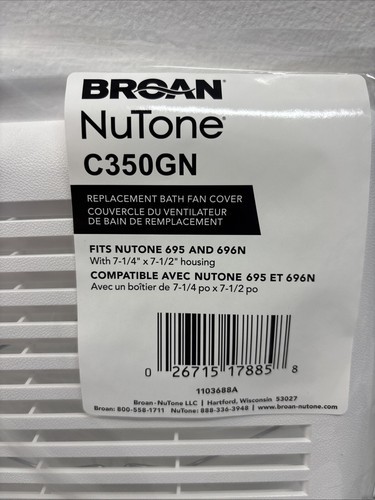 BROAN
NuTone
C350GN
REPLACEMENT BATH FAN COVER
COUVERCLE DU VENTILATEUR
DE BAIN DE REMPLACEMENT
FITS NUTONE 695 AND 696N
With 7-1/4" x 7-1/2" housing
COMPATIBLE AVEC NUTONE 695 ET 696N
Avec un boîtier de 7-1/4 po x 7-1/2 po
0 26715 17885 8
1103688A
Broan-NuTone LLC | Hartford, Wisconsin 53027
Broan: 800-558-1711 NuTone: 888-336-3948 | www.broan-nutone.com